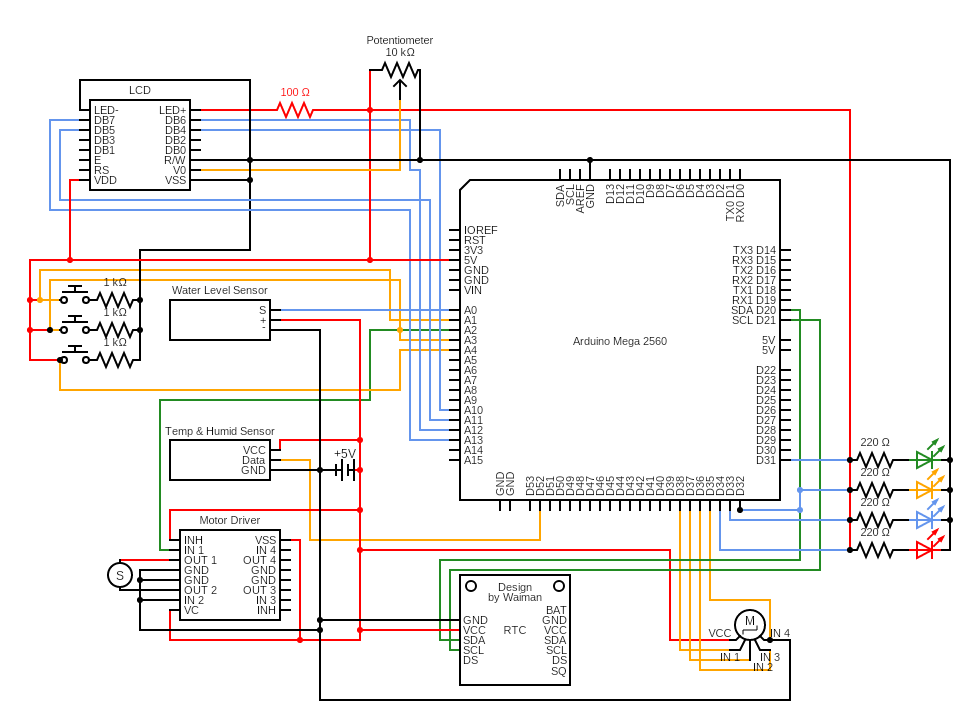 Potentiometer
10 kΩ
LCD
100 Ω
LED-
DB7
DB5
DB3
DB1
E
RS
VDD
LED+
DB6
DB4
DB2
DB0
R/W
V0
VSS
SDA
SCL
AREF
GND
D13
D12
D11
D10
D9
D8
D7
D6
D5
D4
D3
D2
TX0 D1
RX0 D0
IOREF
RST
3V3
5V
GND
GND
VIN
A0
A1
A2
A3
A4
A5
A6
A7
A8
A9
A10
A11
A12
A13
A14
A15
TX3 D14
RX3 D15
TX2 D16
RX2 D17
TX1 D18
RX1 D19
SDA D20
SCL D21
5V
5V
D22
D23
D24
D25
D26
D27
D28
D29
D30
D31
Arduino Mega 2560
GND
GND
D53
D52
D51
D50
D49
D48
D47
D46
D45
D44
D43
D42
D41
D40
D39
D38
D37
D36
D35
D34
D33
D32
1 kΩ
1 kΩ
1 kΩ
Water Level Sensor
S
+
-
Temp & Humid Sensor
VCC
Data
GND
+5V
220 Ω
220 Ω
220 Ω
220 Ω
Motor Driver
INH
IN 1
OUT 1
GND
GND
OUT 2
IN 2
VC
VSS
IN 4
OUT 4
GND
GND
OUT 3
IN 3
INH
S
Design
by Waiman
RTC
GND
VCC
SDA
SCL
DS
BAT
GND
VCC
SDA
SCL
DS
SQ
M
VCC
IN 4
IN 1
IN 3
IN 2